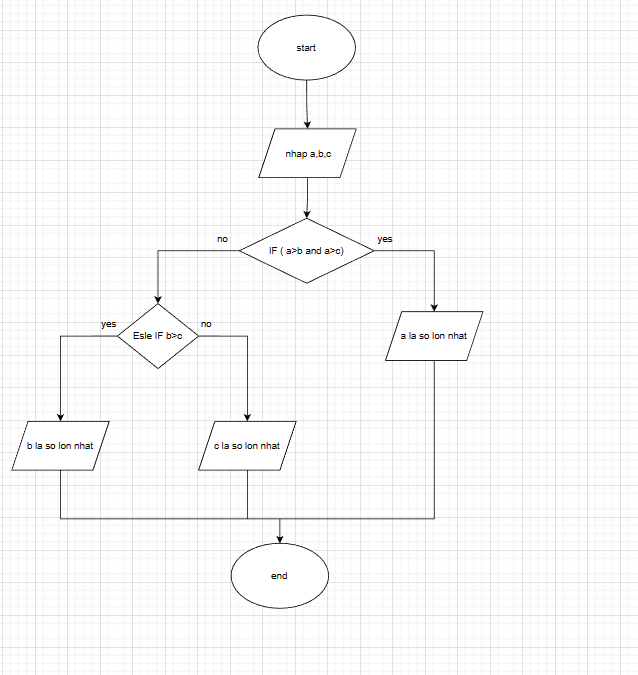 start
nhap a,b,c
IF ( a>b and a>c)
no
yes
Esle IF b>c
yes
no
a la so lon nhat
b la so lon nhat
c la so lon nhat
end